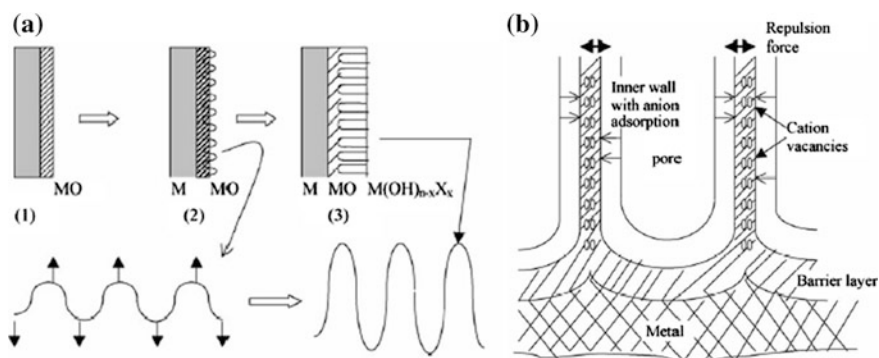 (a)
MO
M MO
M MO M(OH)n-xXx
(1)
(2)
(3)
(b)
Repulsion
force
Inner wall
with anion
adsorption
pore
Cation
vacancies
Barrier layer
Metal